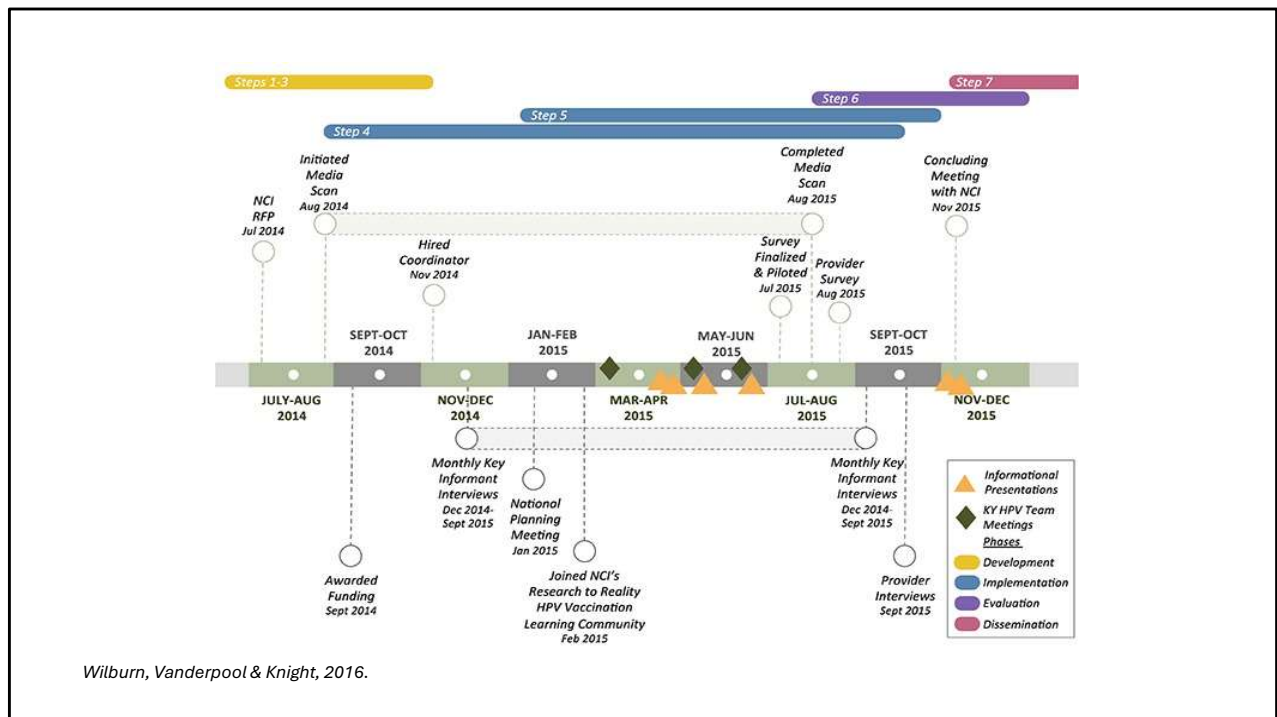 Steps 1-3
Step 7
Step 6
Step 5
Step 4
NCI
RFP
Jul 2014
Initiated
Media
Scan
Aug 2014
Hired
Coordinator
Nov 2014
Survey
Finalized
& Piloted
Jul 2015
Completed
Media
Scan
Aug 2015
Provider
Survey
Aug 2015
Concluding
Meeting
with NCI
Nov 2015
SEPT-OCT
2014
JAN-FEB
2015
MAY-JUN
2015
SEPT-OCT
2015
JULY-AUG
2014
NOV-DEC
2014
MAR-APR
2015
JUL-AUG
2015
NOV-DEC
2015
Awarded
Funding
Sept 2014
Monthly Key
Informant
Interviews
Dec 2014-
Sept 2015
National
Planning
Meeting
Jan 2015
Joined NCI's
Research to Reality
HPV Vaccination
Learning Community
Feb 2015
Monthly Key
Informant
Interviews
Dec 2014-
Sept 2015
Provider
Interviews
Sept 2015
Informational
Presentations
KY HPV Team
Meetings
Phases
Development
Implementation
Evaluation
Dissemination
Wilburn, Vanderpool & Knight, 2016.